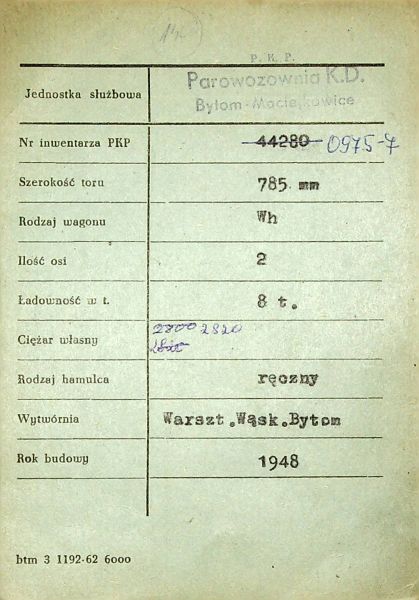 P. K. P.
Jednostka służbowa
Parowozownia K.D.
Bytom-Maciejkowice
Nr inwentarza PKP 44280 0975-7
Szerokość toru 785 mm
Rodzaj wagonu Wh
Ilość osi 2
Ładowność w t. 8 t.
2800 2820
Ciężar własny
Rodzaj hamulca ręczny
Wytwórnia Warszt.Wąsk.Bytom
Rok budowy 1948
btm 3 1192-62 6000